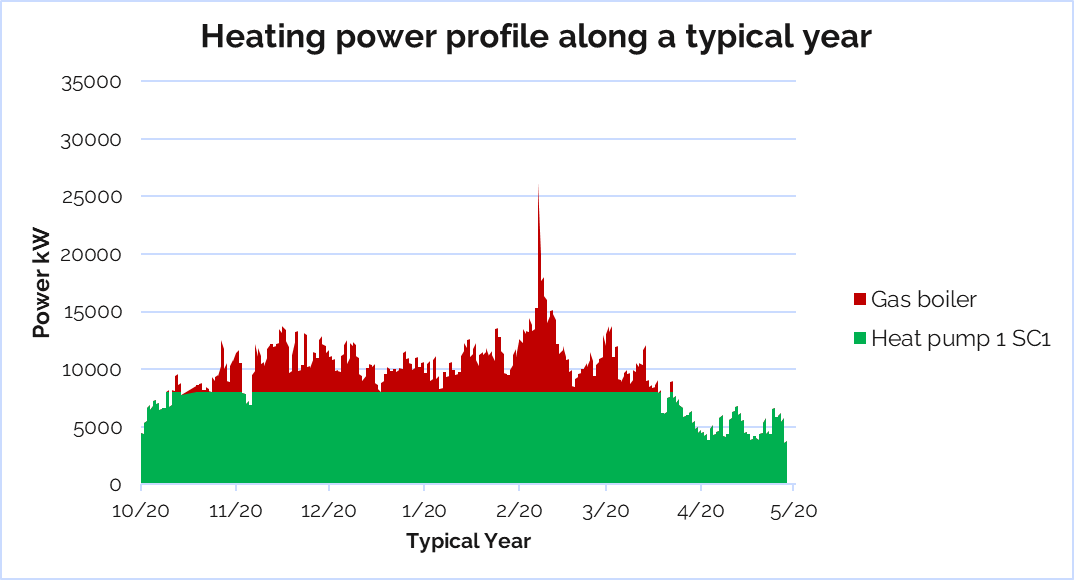 Heating power profile along a typical year
35000
30000
25000
20000
15000
10000
5000
0
Power kW
10/20 11/20 12/20 1/20 2/20 3/20 4/20 5/20
Typical Year
Gas boiler
Heat pump 1 SC1